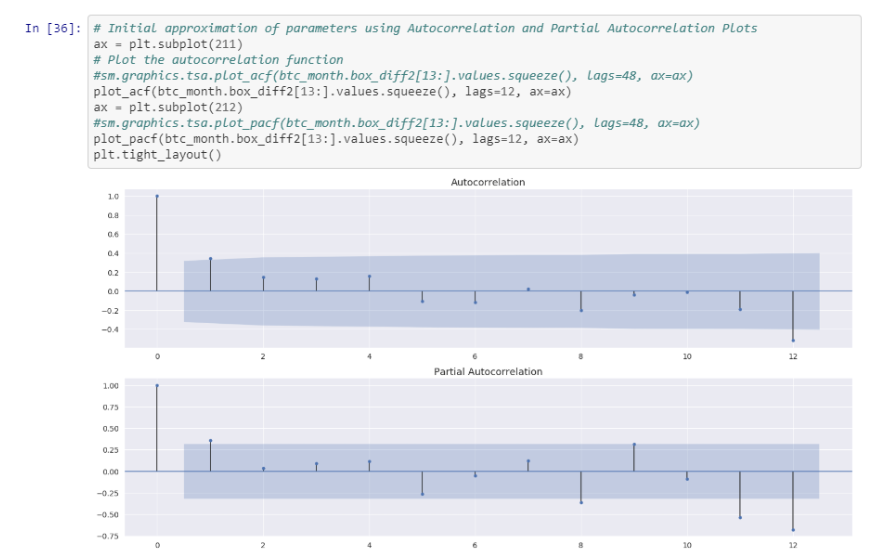 In [36]: # Initial approximation of parameters using Autocorrelation and Partial Autocorrelation Plots
ax = plt.subplot(211)
# Plot the autocorrelation function
#sm.graphics.tsa.plot_acf(btc_month.box_diff2[13:].values.squeeze(), lags=48, ax=ax)
plot_acf(btc_month.box_diff2[13:].values.squeeze(), lags=12, ax=ax)
ax = plt.subplot(212)
#sm.graphics.tsa.plot_pacf(btc_month.box_diff2[13:].values.squeeze(), lags=48, ax=ax)
plot_pacf(btc_month.box_diff2[13:].values.squeeze(), lags=12, ax=ax)
plt.tight_layout()
Autocorrelation
1.0
0.8
0.6
0.4
0.2
0.0
−0.2
−0.4
0 2 4 6 8 10 12
Partial Autocorrelation
1.00
0.75
0.50
0.25
0.00
−0.25
−0.50
−0.75
0 2 4 6 8 10 12